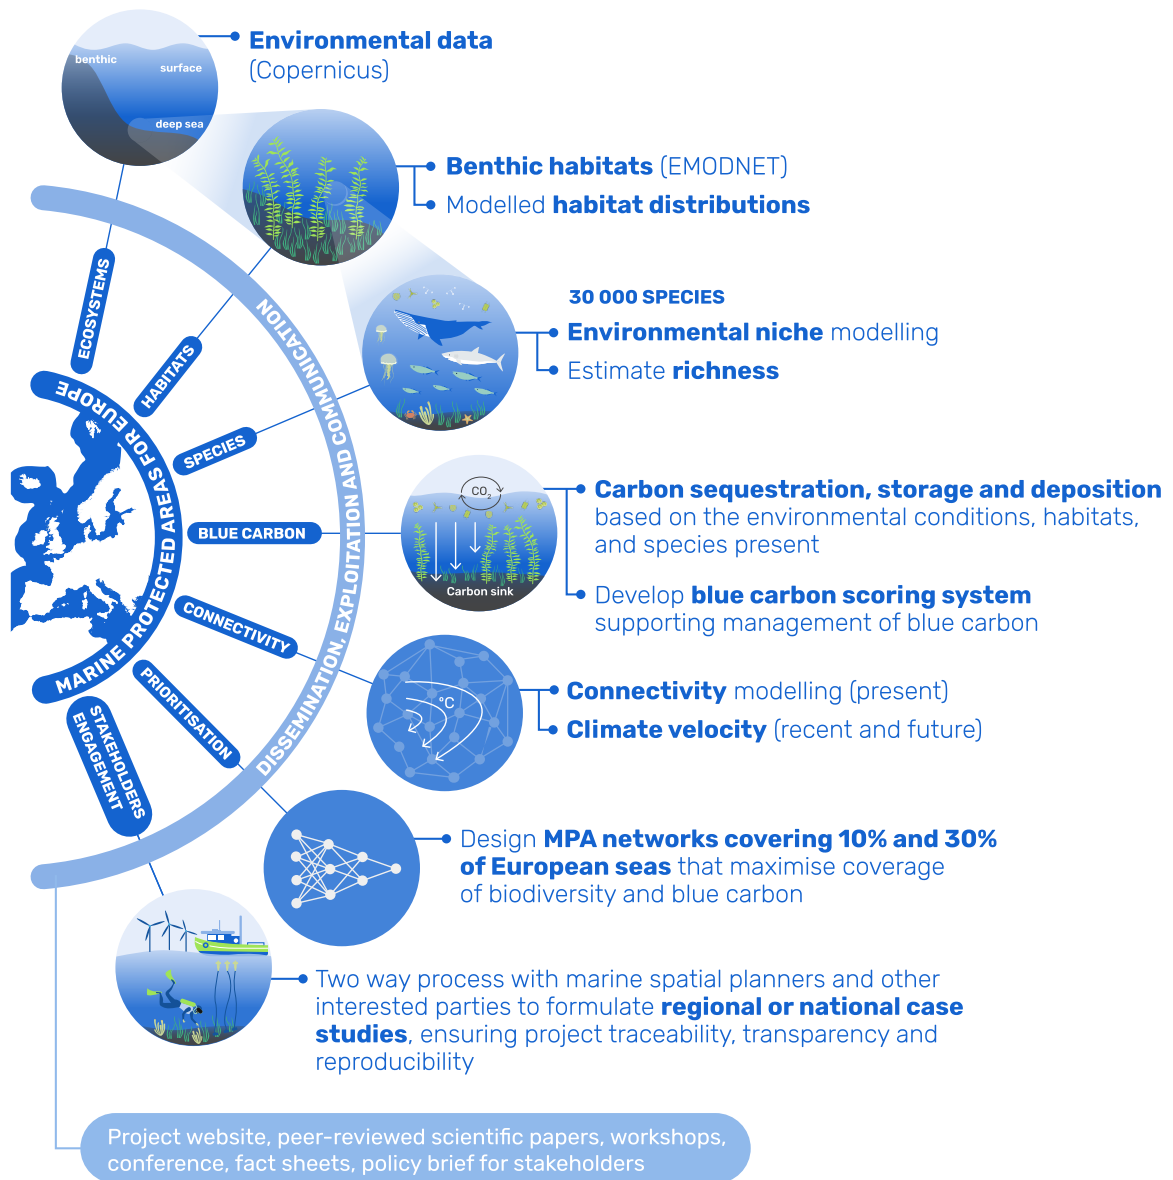 benthic
surface
deep sea
Environmental data
(Copernicus)
Benthic habitats (EMODNET)
Modelled habitat distributions
30 000 SPECIES
Environmental niche modelling
Estimate richness
CO2
Carbon sink
Carbon sequestration, storage and deposition
based on the environmental conditions, habitats,
and species present
Develop blue carbon scoring system
supporting management of blue carbon
°C
Connectivity modelling (present)
Climate velocity (recent and future)
Design MPA networks covering 10% and 30%
of European seas that maximise coverage
of biodiversity and blue carbon
Two way process with marine spatial planners and other
interested parties to formulate regional or national case
studies, ensuring project traceability, transparency and
reproducibility
ECOSYSTEMS
HABITATS
SPECIES
BLUE CARBON
CONNECTIVITY
PRIORITISATION
STAKEHOLDERS
ENGAGEMENT
MARINE PROTECTED AREAS FOR EUROPE
DISSEMINATION, EXPLOITATION AND COMMUNICATION
Project website, peer-reviewed scientific papers, workshops,
conference, fact sheets, policy brief for stakeholders